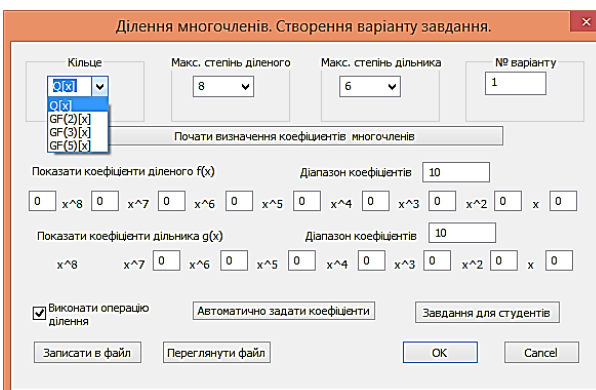 Ділення многочленів. Створення варіанту завдання.
Кільце Макс. степінь діленого Макс. степінь дільника № варіанту
Q[x] 8 6 1
Q[x]
GF(2)[x]
GF(3)[x]
GF(5)[x]
Почати визначення коефіциєнтів многочленів
Показати коефіцієнти діленого f(x) Діапазон коефіцієнтів 10
0 x^8 0 x^7 0 x^6 0 x^5 0 x^4 0 x^3 0 x^2 0 x 0
Показати коефіцієнти дільника g(x) Діапазон коефіцієнтів 10
x^8 x^7 0 x^6 0 x^5 0 x^4 0 x^3 0 x^2 0 x 0
Виконати операцію
ділення
Автоматично задати коефіцієнти Завдання для студентів
Записати в файл Переглянути файл OK Cancel